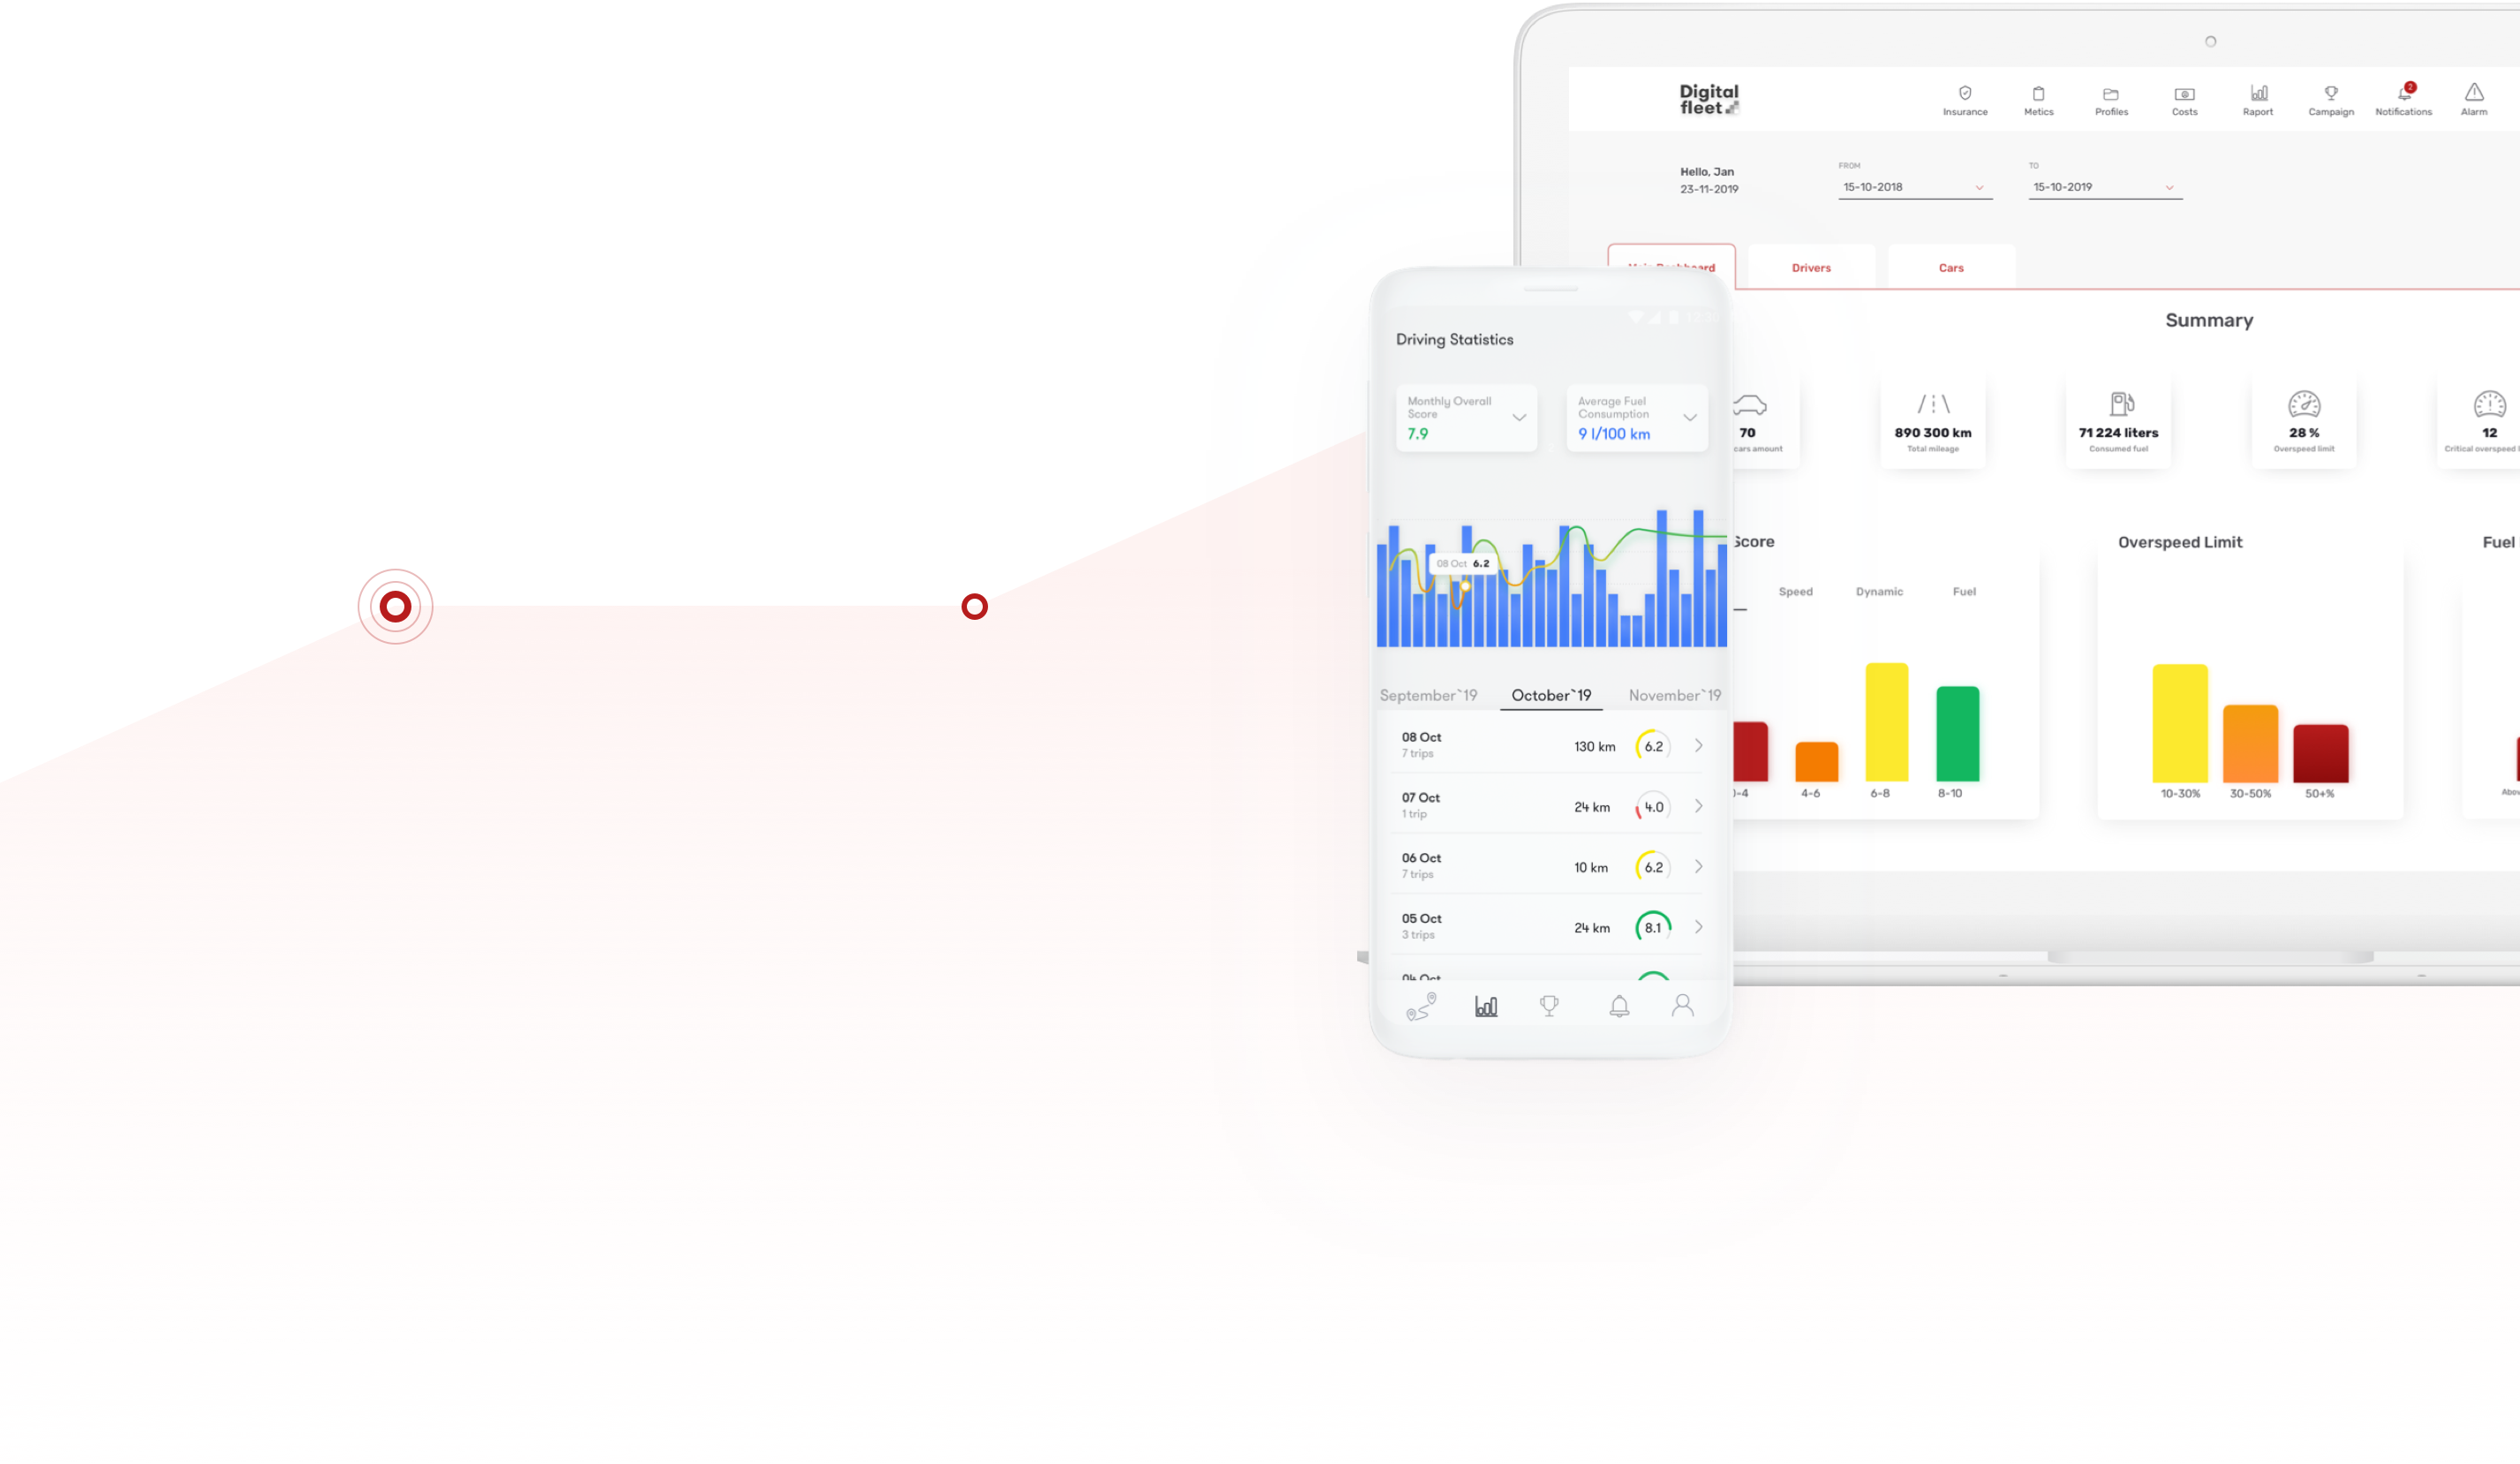 Digital
fleet
Insurance
Metics
Profiles
Costs
Raport
Campaign
2
Notifications
Alarm
Hello, Jan
23-11-2019
FROM
15-10-2018
TO
15-10-2019
Drivers
Cars
Summary
70
cars amount
890 300 km
Total mileage
71 224 liters
Consumed fuel
28 %
Overspeed limit
12
Critical overspeed
Score
Speed
Dynamic
Fuel
4-6
6-8
8-10
Overspeed Limit
10-30%
30-50%
50+%
Fuel
Driving Statistics
Monthly Overall
Score
7.9
Average Fuel
Consumption
9 l/100 km
08 Oct 6.2
September`19
October`19
November`19
08 Oct
7 trips
130 km
6.2
07 Oct
1 trip
24 km
4.0
06 Oct
7 trips
10 km
6.2
05 Oct
3 trips
24 km
8.1
04 Oct